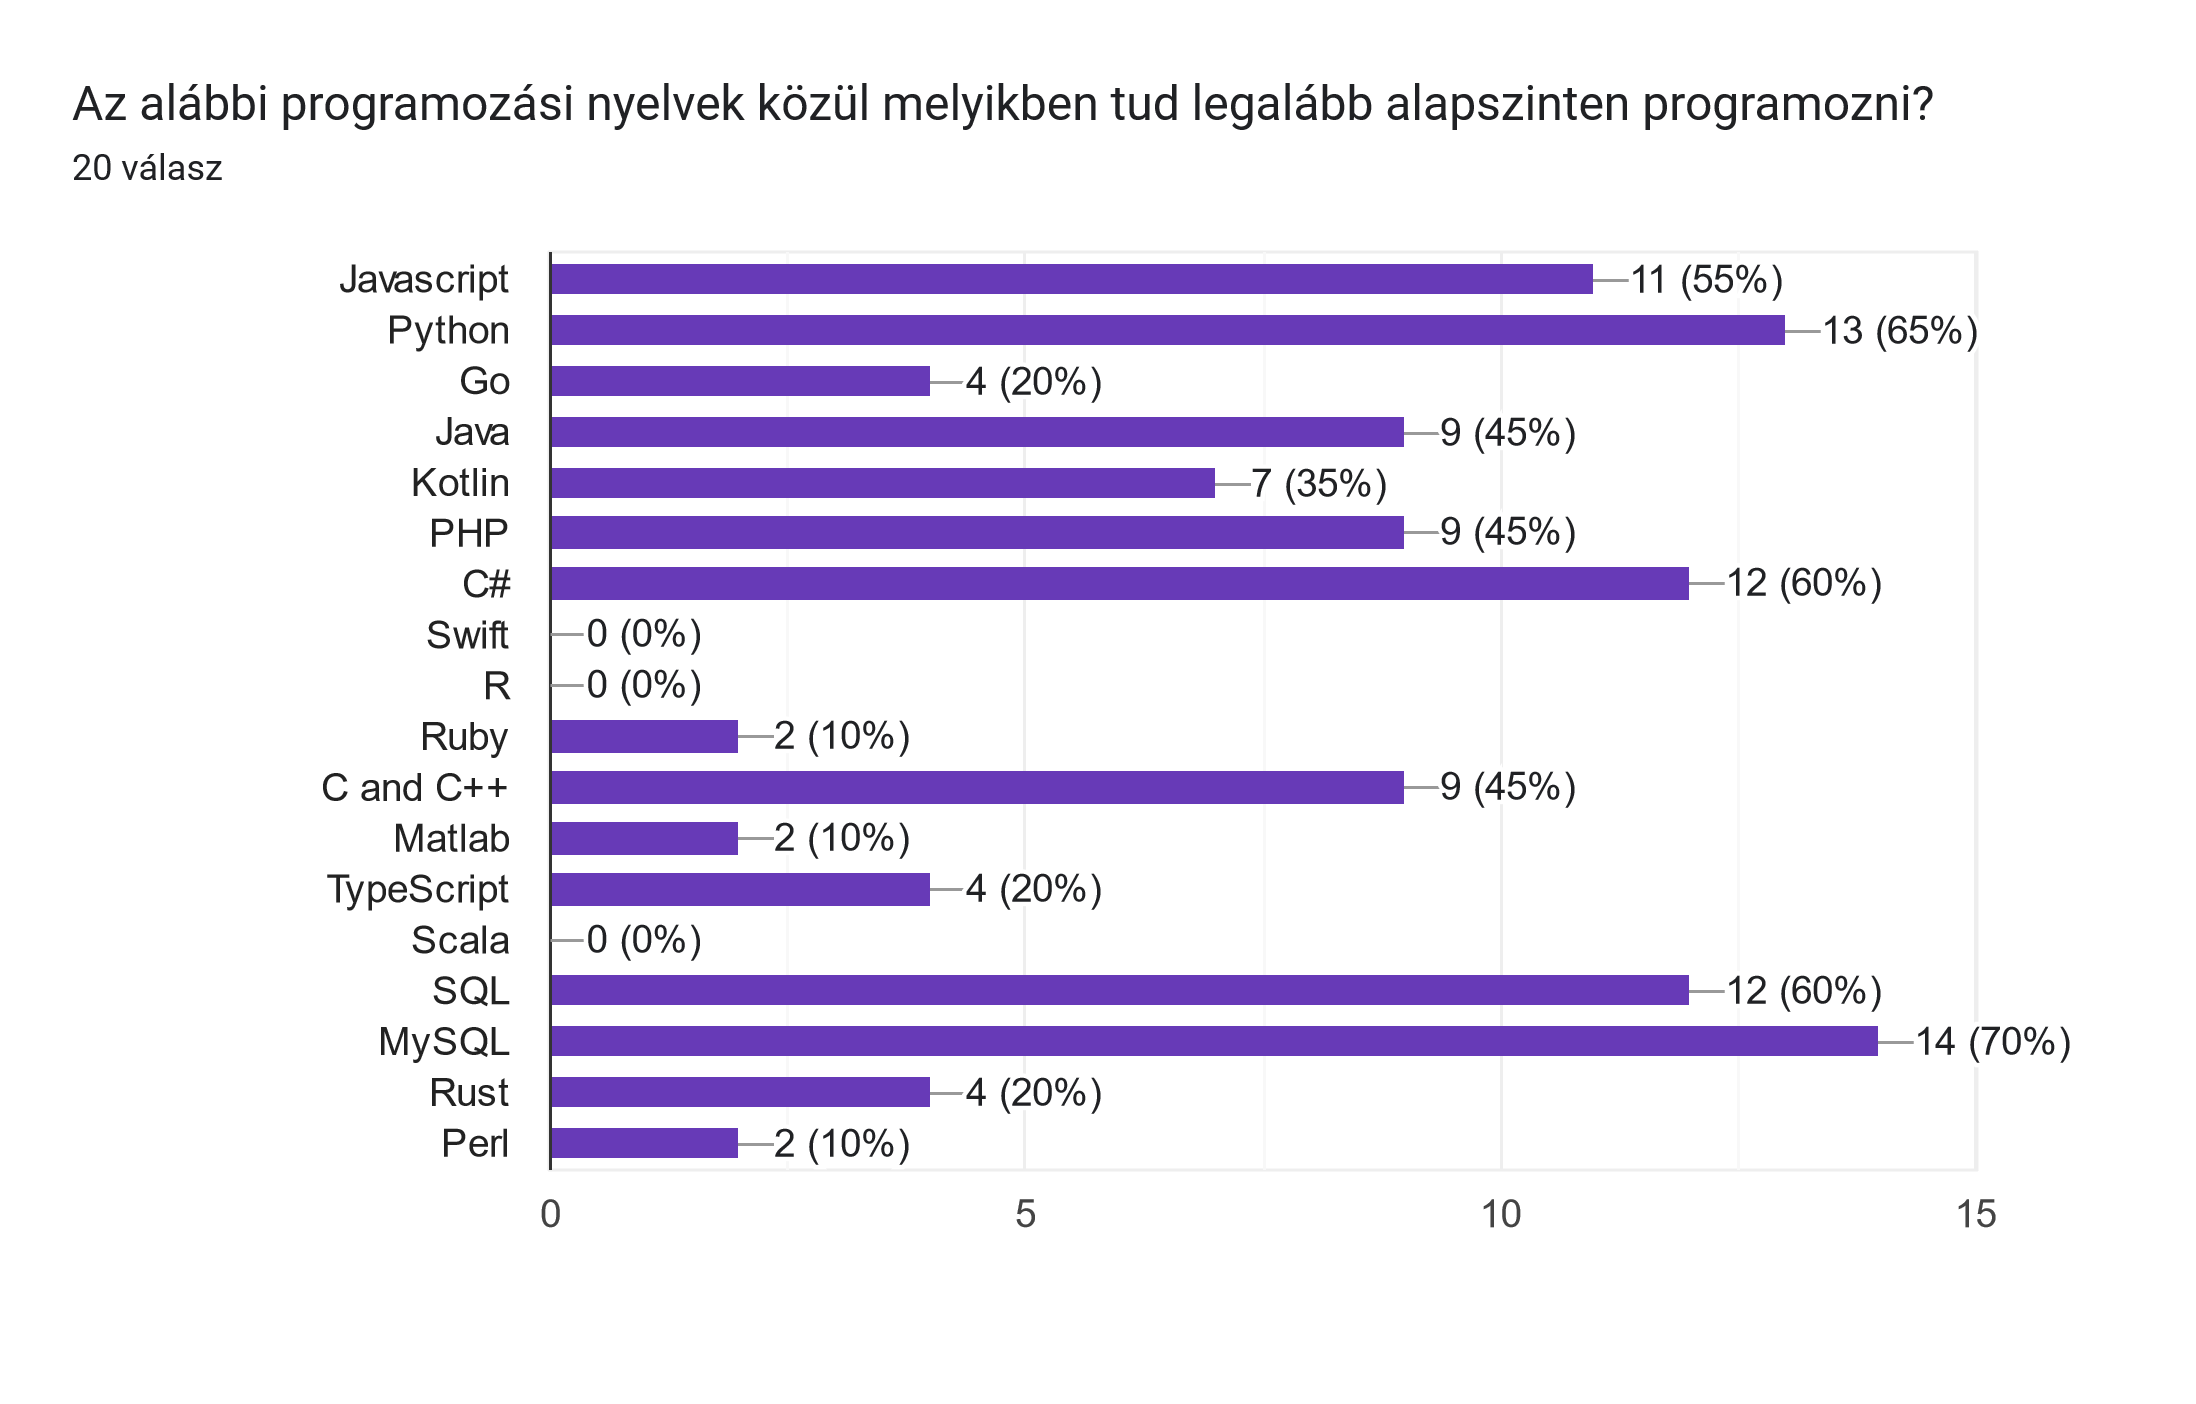 Az alábbi programozási nyelvek közül melyikben tud legalább alapszinten programozni?
20 válasz
Javascript 11 (55%)
Python 13 (65%)
Go 4 (20%)
Java 9 (45%)
Kotlin 7 (35%)
PHP 9 (45%)
C# 12 (60%)
Swift 0 (0%)
R 0 (0%)
Ruby 2 (10%)
C and C++ 9 (45%)
Matlab 2 (10%)
TypeScript 4 (20%)
Scala 0 (0%)
SQL 12 (60%)
MySQL 14 (70%)
Rust 4 (20%)
Perl 2 (10%)
0 5 10 15